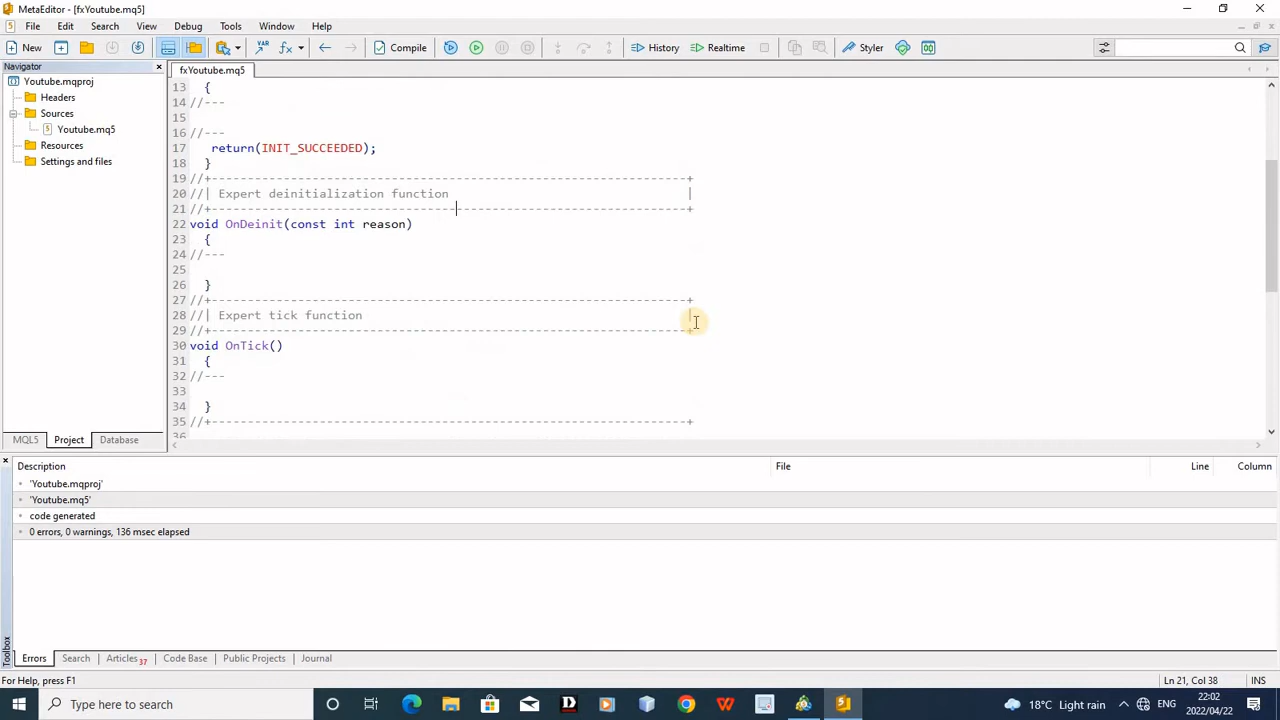 MetaEditor - [fxYoutube.mq5]
File Edit Search View Debug Tools Window Help
New Compile History Realtime Styler
Navigator
Youtube.mqproj
Headers
Sources
Youtube.mq5
Resources
Settings and files
MQL5 Project Database
fxYoutube.mq5
13 {
14 //---
15
16 //---
17 return(INIT_SUCCEEDED);
18 }
19 //+------------------------------------------------------------------+
20 //| Expert deinitialization function |
21 //+------------------------------------------------------------------+
22 void OnDeinit(const int reason)
23 {
24 //---
25
26 }
27 //+------------------------------------------------------------------+
28 //| Expert tick function |
29 //+------------------------------------------------------------------+
30 void OnTick()
31 {
32 //---
33
34 }
35 //+------------------------------------------------------------------+
36
Description File Line Column
'Youtube.mqproj'
'Youtube.mq5'
code generated
0 errors, 0 warnings, 136 msec elapsed
Toolbox
Errors Search Articles 37 Code Base Public Projects Journal
For Help, press F1 Ln 21, Col 38 INS
Type here to search 18°C Light rain ENG 22:02
2022/04/22